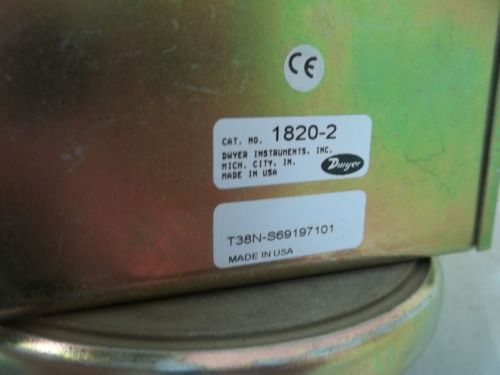 CE
CAT. NO. 1820-2
DWYER INSTRUMENTS, INC.
MICH. CITY, IN.
MADE IN USA
Dwyer
T38N-S69197101
MADE IN USA